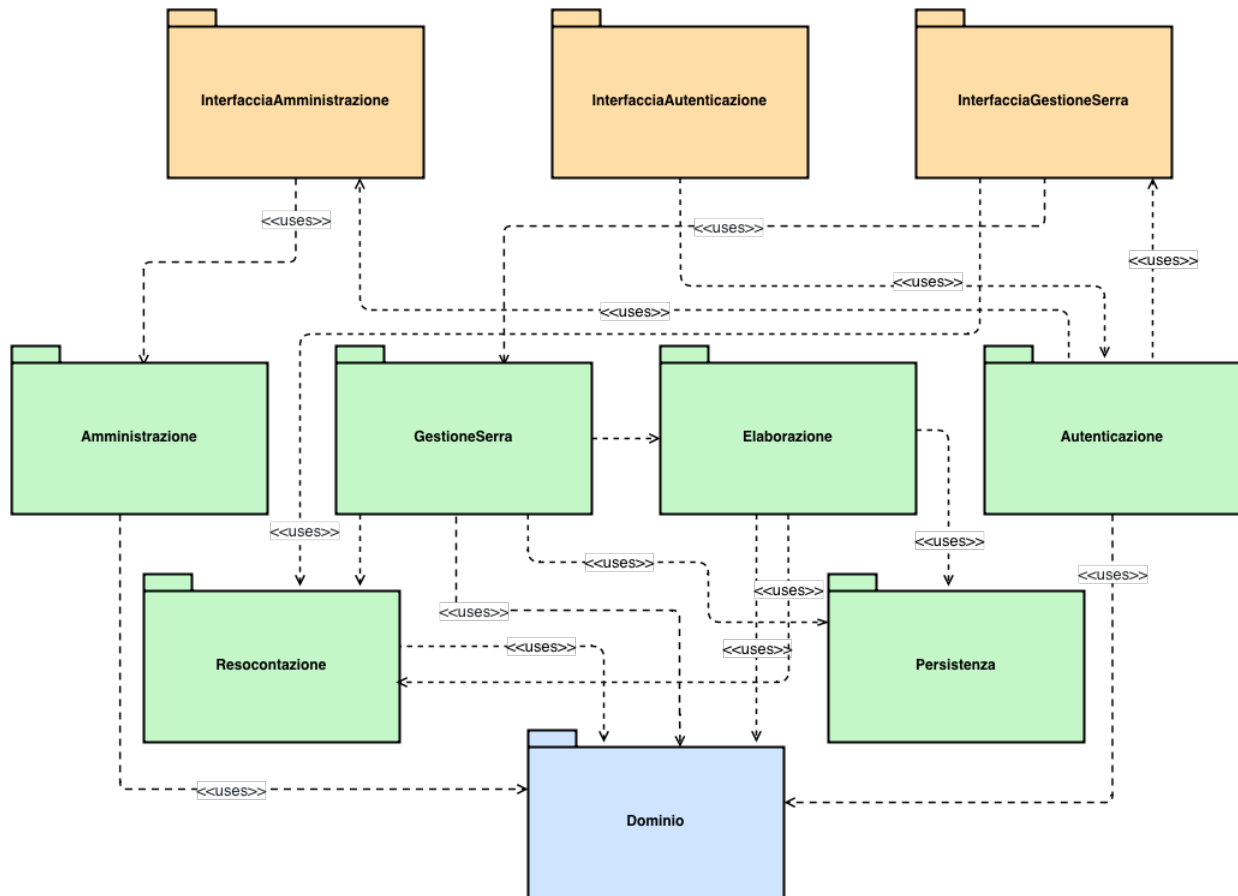 InterfacciaAmministrazione
InterfacciaAutenticazione
InterfacciaGestioneSerra
<<uses>>
<<uses>>
<<uses>>
<<uses>>
<<uses>>
Amministrazione
GestioneSerra
Elaborazione
Autenticazione
<<uses>>
<<uses>>
<<uses>>
<<uses>>
<<uses>>
<<uses>>
<<uses>>
<<uses>>
Resocontazione
Persistenza
<<uses>>
Dominio